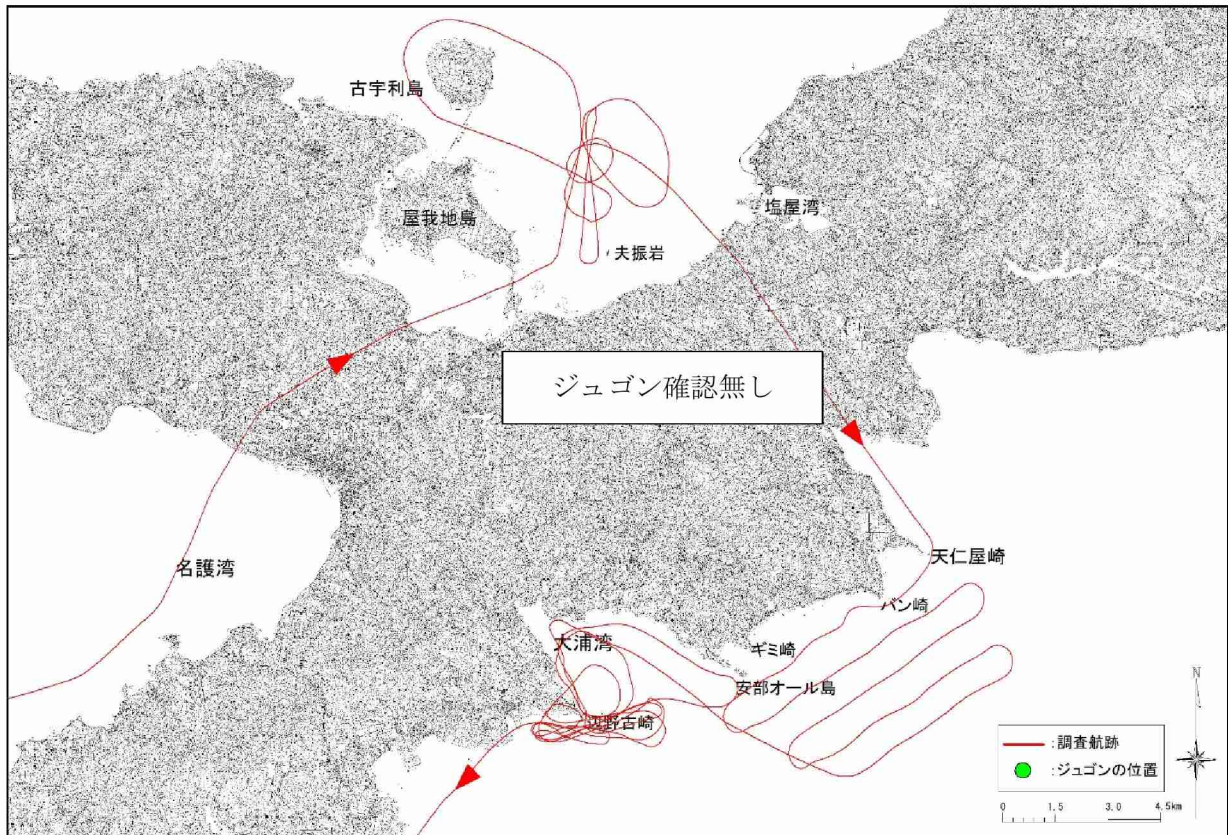 古宇利島
屋我地島
塩屋湾
夫振岩
ジュゴン確認無し
名護湾
天仁屋崎
バン崎
大浦湾
ギミ崎
安部オール島
辺野古崎
N
:調査航跡
:ジュゴンの位置
0 1.5 3.0 4.5km